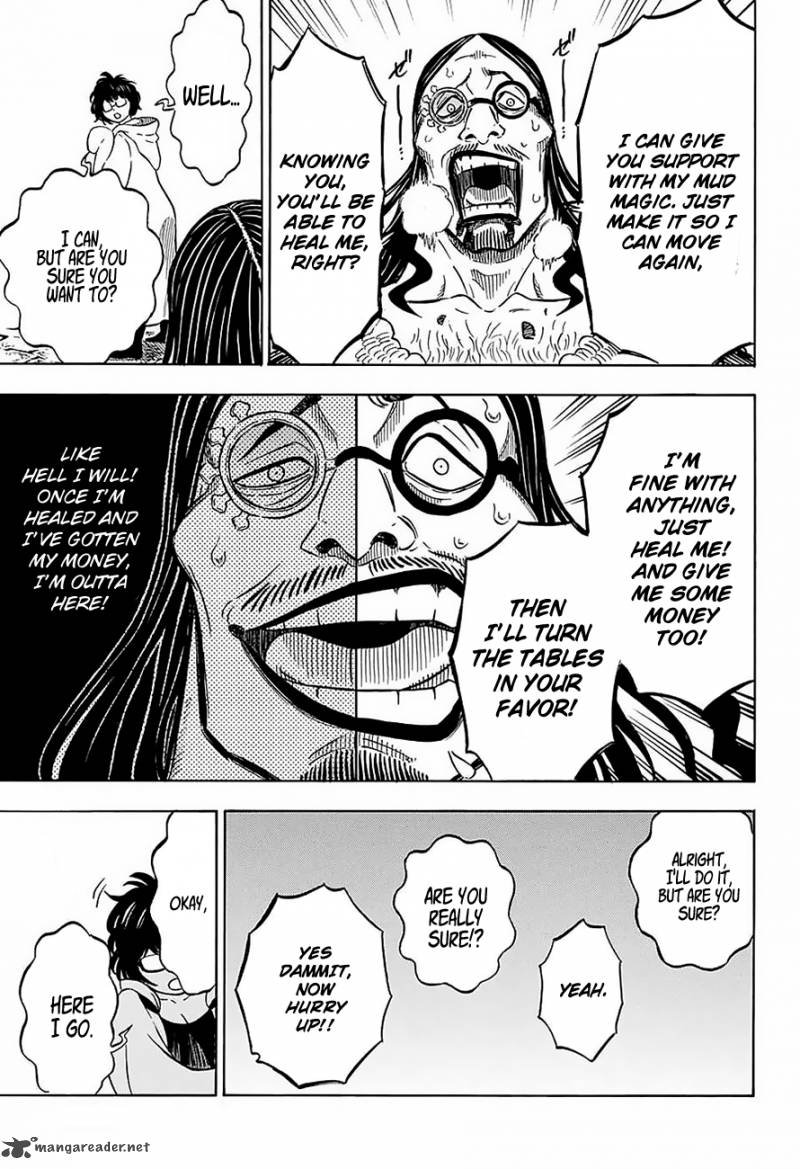 I CAN GIVE
YOU SUPPORT
WITH MY MUD
MAGIC. JUST
MAKE IT SO I
CAN MOVE
AGAIN,
ゼ
ゼ
KNOWING
YOU,
YOU'LL BE
ABLE TO
HEAL ME,
RIGHT?
WELL...
I CAN,
BUT ARE YOU
SURE YOU
WANT TO?
I'M
FINE WITH
ANYTHING,
JUST
HEAL ME!
AND GIVE
ME SOME
MONEY
TOO!
THEN
I'LL TURN
THE TABLES
IN YOUR
FAVOR!
LIKE
HELL I WILL!
ONCE I'M
HEALED AND
I'VE GOTTEN
MY MONEY,
I'M OUTTA
HERE!
ALRIGHT,
I'LL DO IT,
BUT ARE YOU
SURE?
YEAH.
ARE YOU
REALLY
SURE!?
YES
DAMMIT,
NOW
HURRY
UP!!
OKAY,
HERE
I GO.
mangareader.net